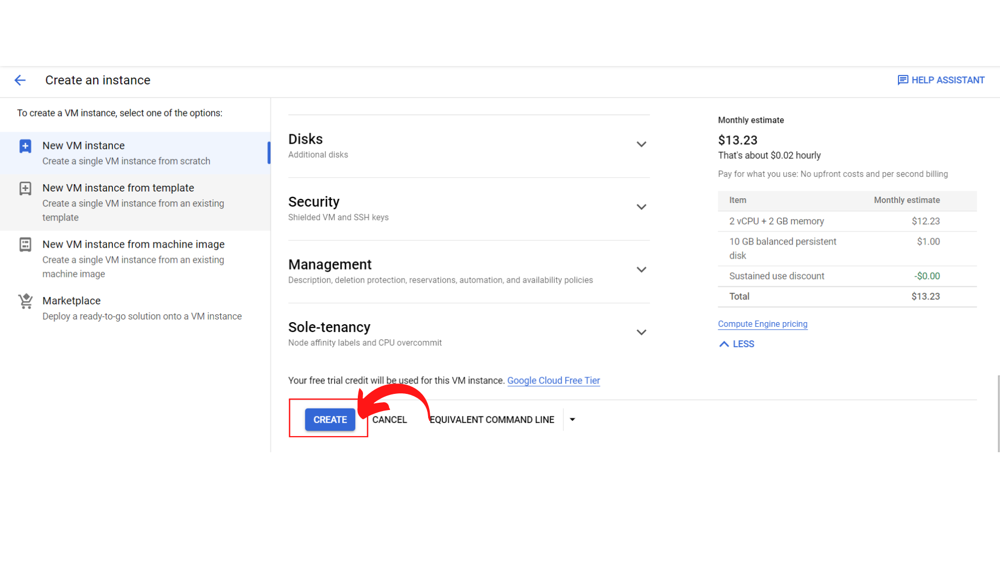 Create an instance
HELP ASSISTANT
To create a VM instance, select one of the options:
New VM instance
Create a single VM instance from scratch
New VM instance from template
Create a single VM instance from an existing
template
New VM instance from machine image
Create a single VM instance from an existing
machine image
Marketplace
Deploy a ready-to-go solution onto a VM instance
Disks
Additional disks
Security
Shielded VM and SSH keys
Management
Description, deletion protection, reservations, automation, and availability policies
Sole-tenancy
Node affinity labels and CPU overcommit
Your free trial credit will be used for this VM instance. Google Cloud Free Tier
CREATE CANCEL EQUIVALENT COMMAND LINE
Monthly estimate
$13.23
That's about $0.02 hourly
Pay for what you use: No upfront costs and per second billing
Item Monthly estimate
2 vCPU + 2 GB memory $12.23
10 GB balanced persistent $1.00
disk
Sustained use discount -$0.00
Total $13.23
Compute Engine pricing
LESS